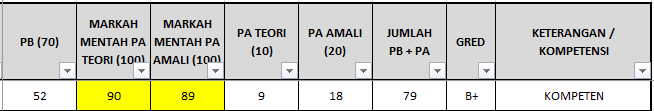 PB (70) MARKAH MENTAH PA TEORI (100) MARKAH MENTAH PA AMALI (100) PA TEORI (10) PA AMALI (20) JUMLAH PB + PA GRED KETERANGAN / KOMPETENSI
52 90 89 9 18 79 B+ KOMPETEN